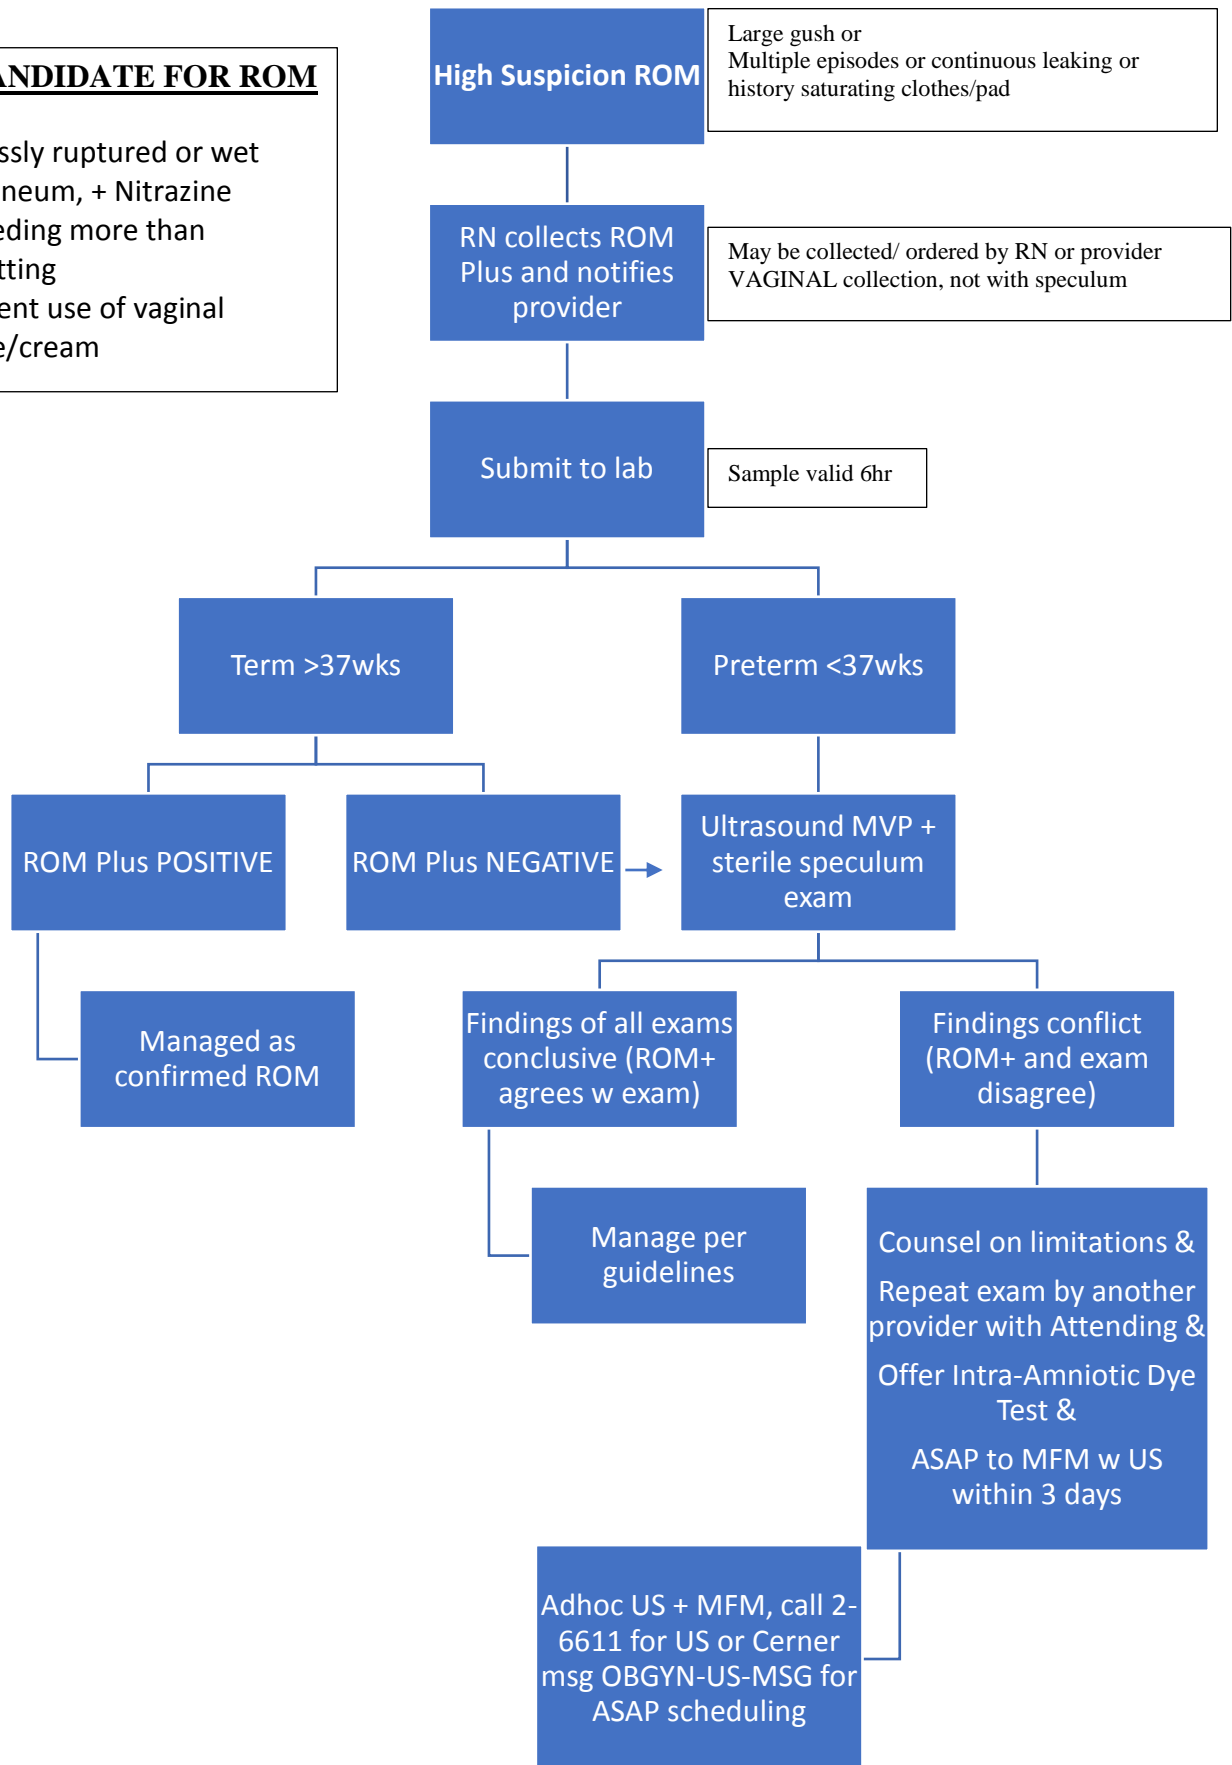 ANDIDATE FOR ROM
ssly ruptured or wet
neum, + Nitrazine
eding more than
tting
ent use of vaginal
e/cream
High Suspicion ROM
Large gush or
Multiple episodes or continuous leaking or
history saturating clothes/pad
RN collects ROM
Plus and notifies
provider
May be collected/ ordered by RN or provider
VAGINAL collection, not with speculum
Submit to lab
Sample valid 6hr
Term >37wks
Preterm <37wks
ROM Plus POSITIVE
ROM Plus NEGATIVE
Ultrasound MVP +
sterile speculum
exam
Managed as
confirmed ROM
Findings of all exams
conclusive (ROM+
agrees w exam)
Findings conflict
(ROM+ and exam
disagree)
Manage per
guidelines
Counsel on limitations &
Repeat exam by another
provider with Attending &
Offer Intra-Amniotic Dye
Test &
ASAP to MFM w US
within 3 days
Adhoc US + MFM, call 2-
6611 for US or Cerner
msg OBGYN-US-MSG for
ASAP scheduling